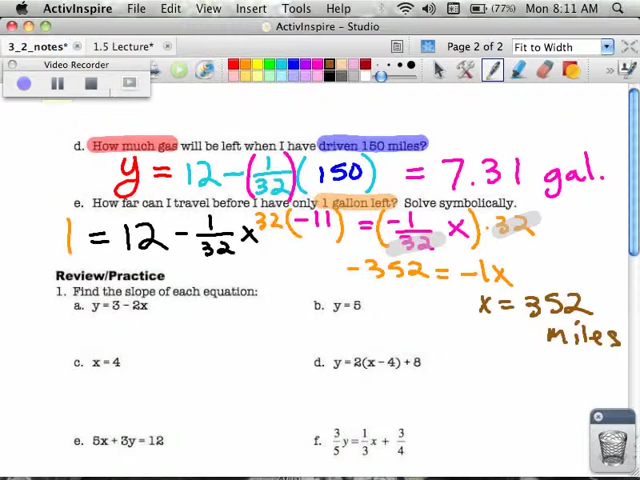 ActivInspire File Edit View Insert Tools Help (77%) Mon 8:11 AM
ActivInspire - Studio
3_2_notes* 1.5 Lecture* Page 2 of 2 Fit to Width
Video Recorder
d. How much gas will be left when I have driven 150 miles?
y = 12 - (1/32)(150) = 7.31 gal.
e. How far can I travel before I have only 1 gallon left? Solve symbolically.
1 = 12 - 1/32 x 32(-11) = (-1/32 x) · 32
-352 = -1x
x = 352
miles
Review/Practice
1. Find the slope of each equation:
a. y = 3 – 2x b. y = 5
c. x = 4 d. y = 2(x – 4) + 8
e. 5x + 3y = 12 f. 3/5 y = 1/3 x + 3/4